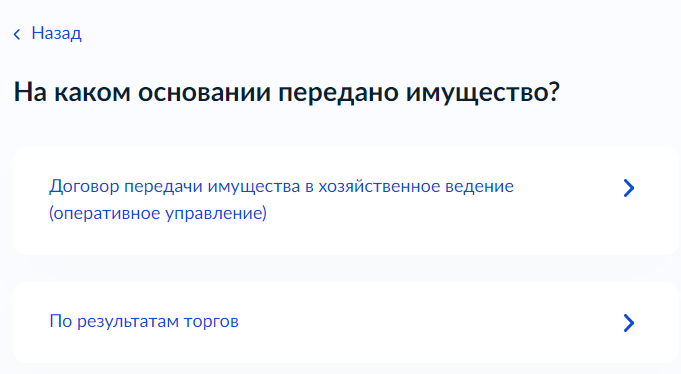 Назад
На каком основании передано имущество?
Договор передачи имущества в хозяйственное ведение
(оперативное управление)
По результатам торгов